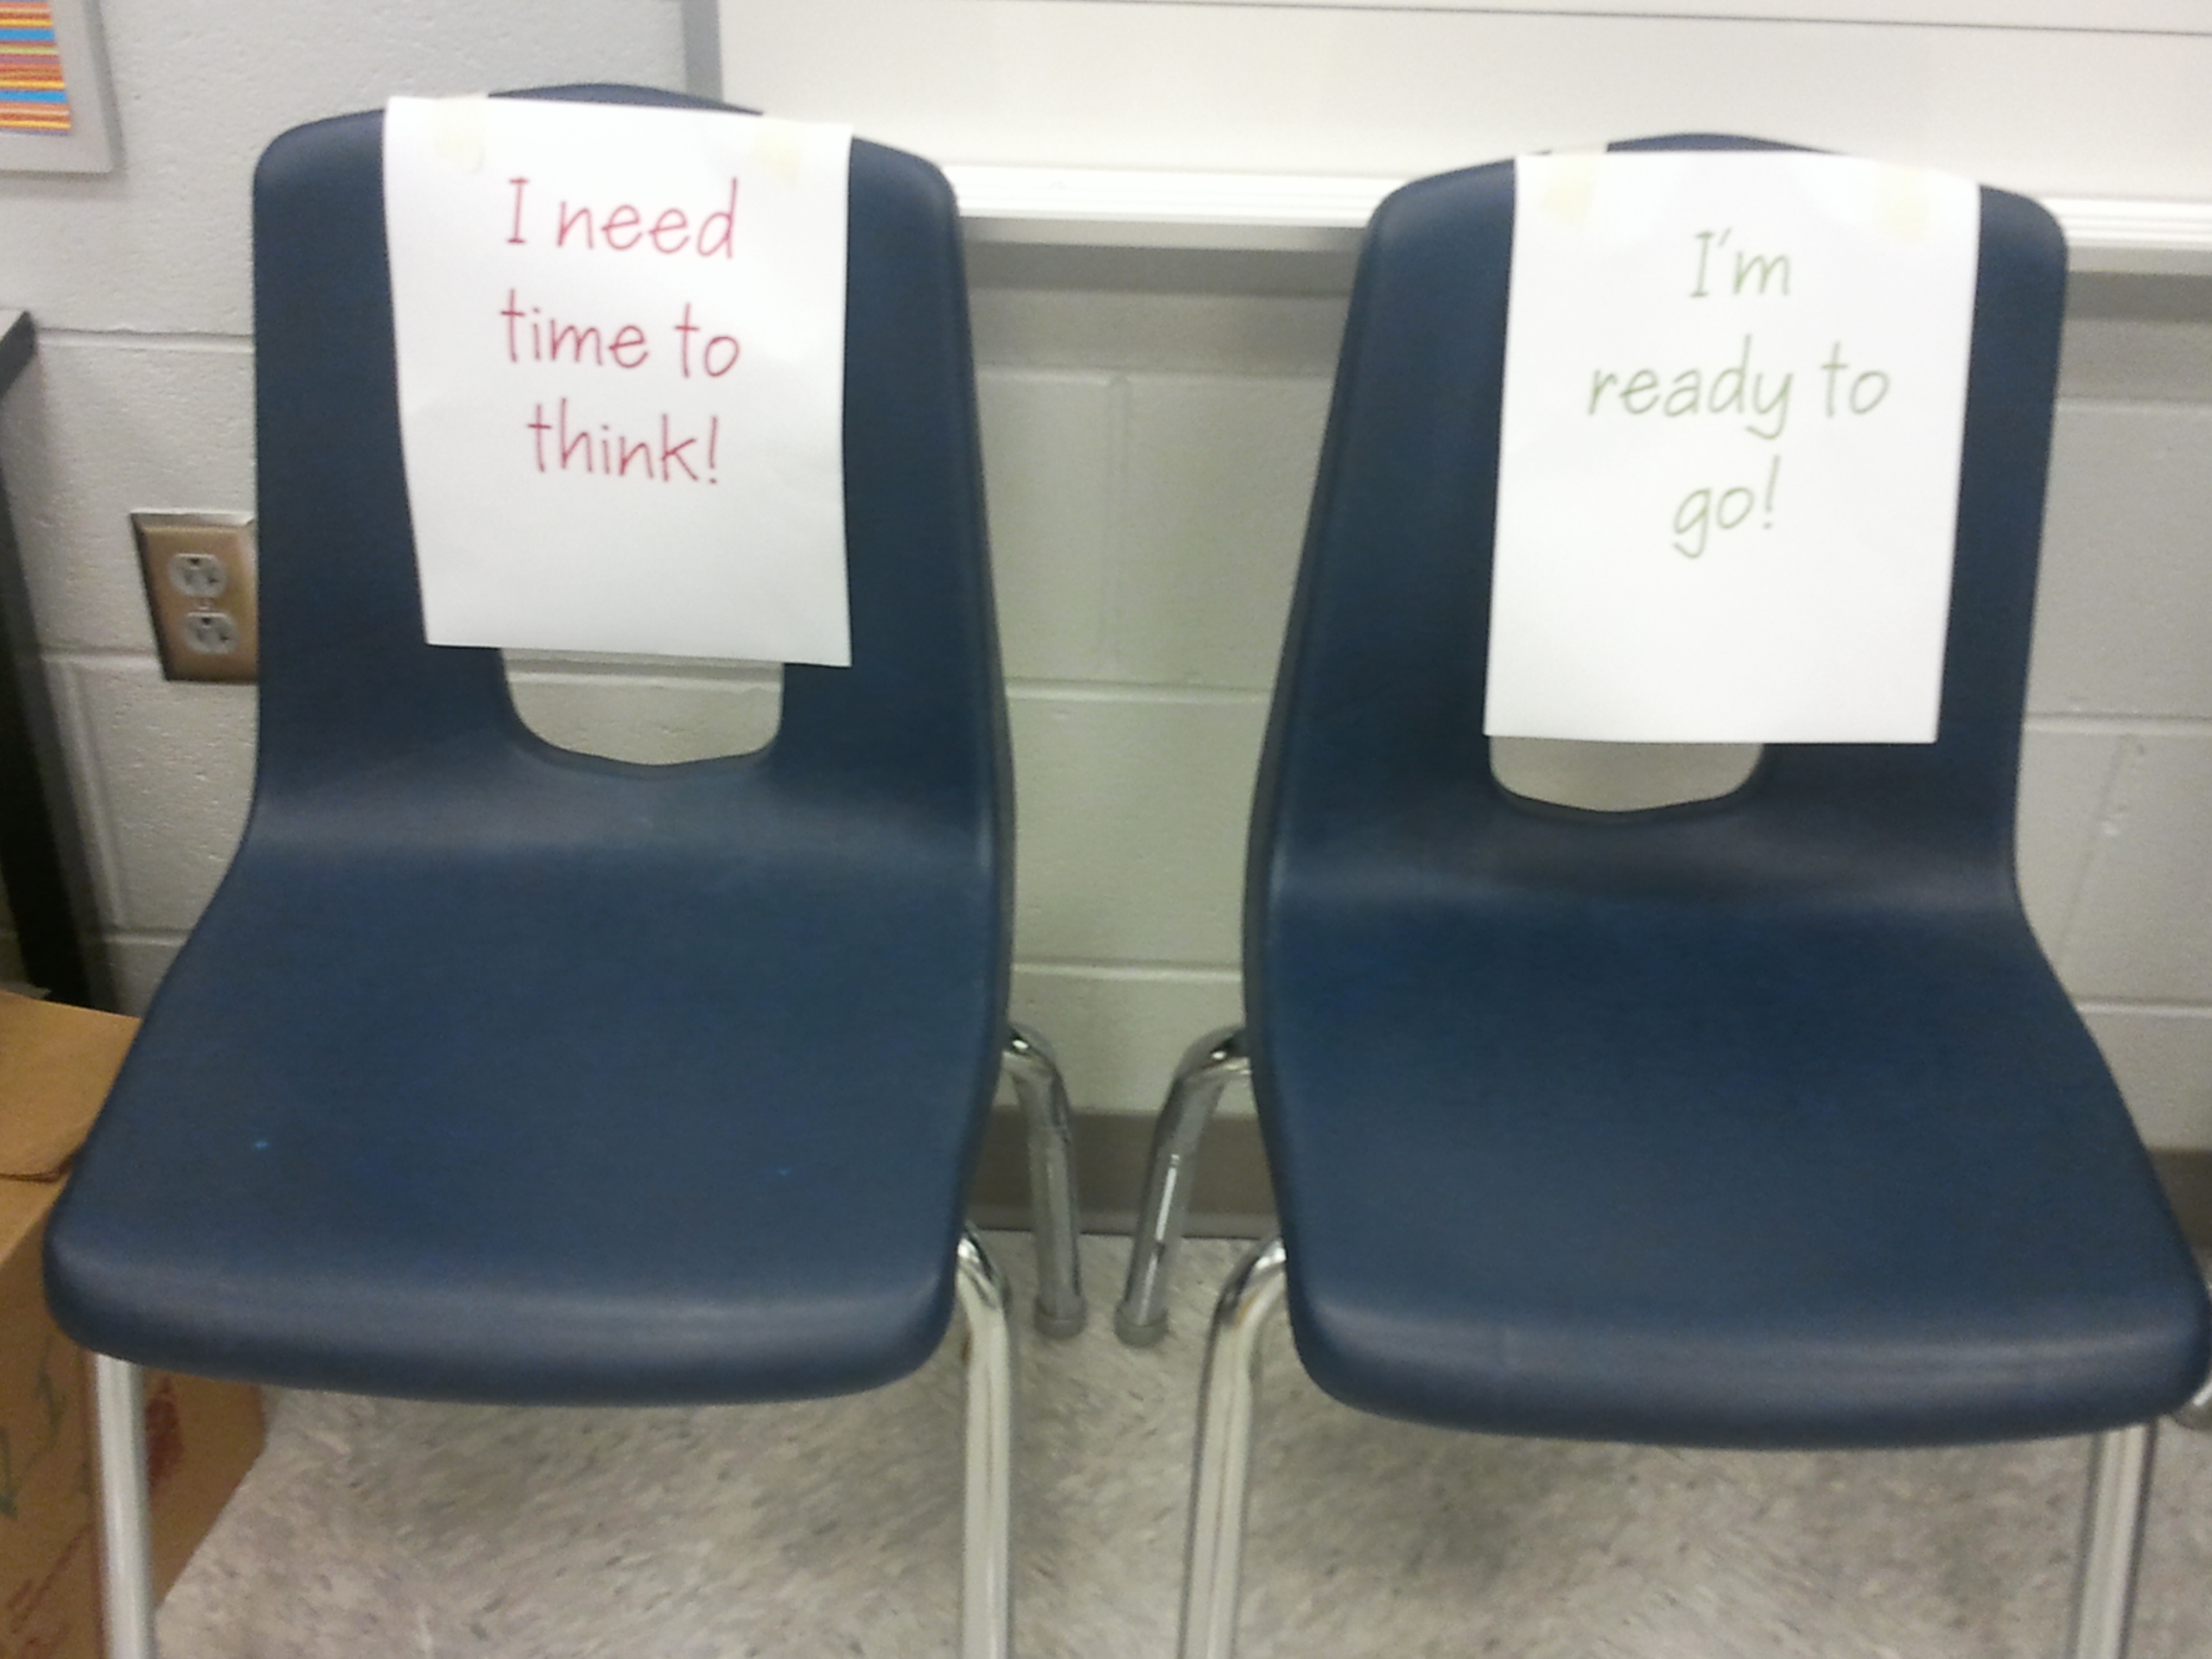 I need
time to
think!
I'm
ready to
go!